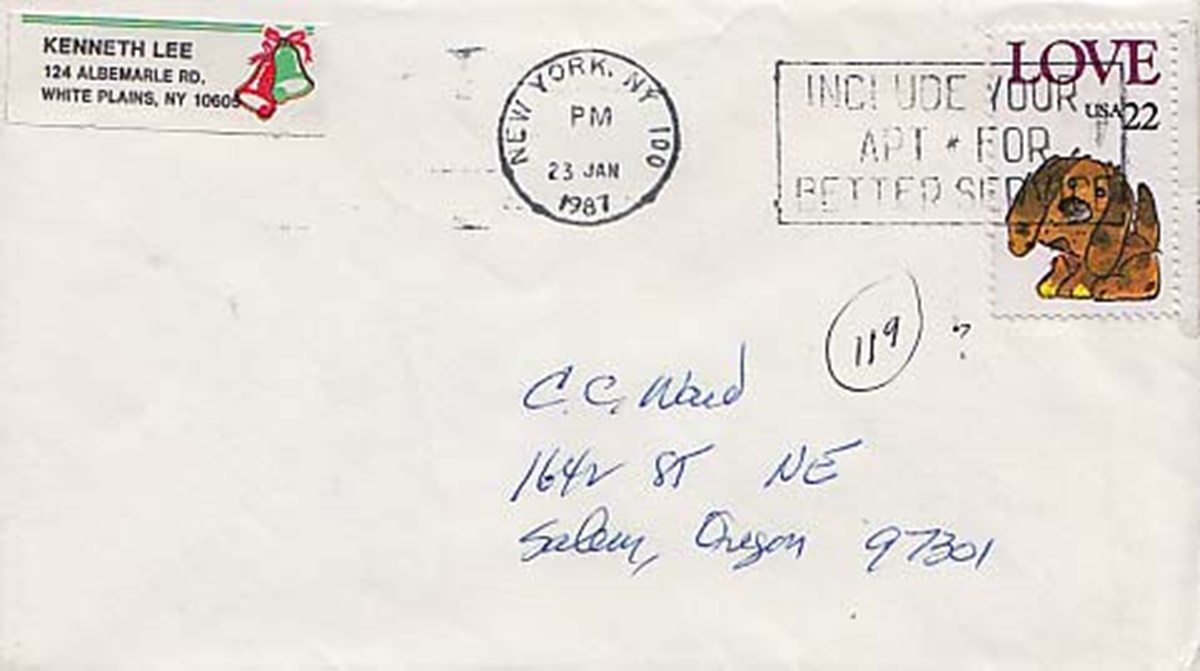 KENNETH LEE
124 ALBEMARLE RD.
WHITE PLAINS, NY 10605
NEW YORK, NY 100
PM
23 JAN
1987
INCLUDE YOUR
APT # FOR
BETTER SERVICE
LOVE
USA 22
119 ?
C.C. Ward
1642 ST NE
Salem, Oregon 97301